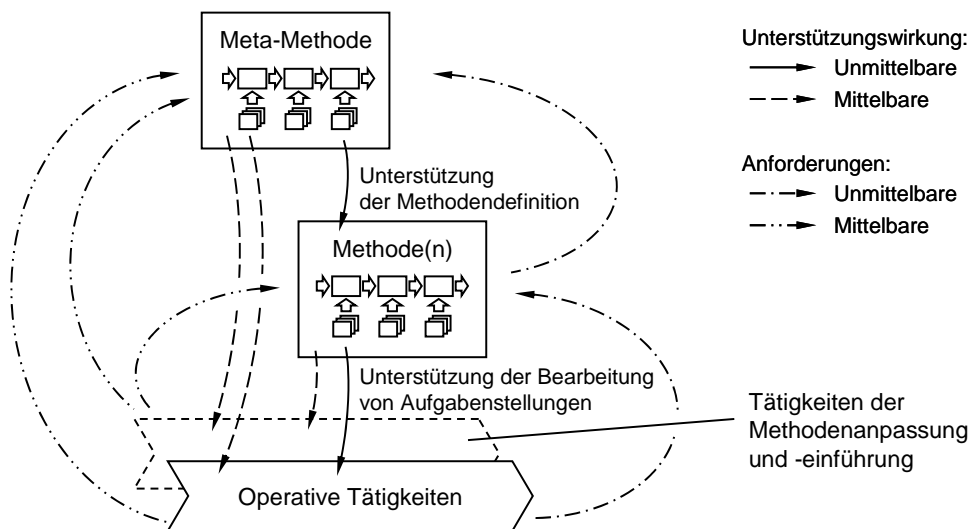 Meta-Methode
Unterstützungswirkung:
Unmittelbare
Mittelbare
Anforderungen:
Unmittelbare
Mittelbare
Unterstützung
der Methodendefinition
Methode(n)
Unterstützung der Bearbeitung
von Aufgabenstellungen
Tätigkeiten der
Methodenanpassung
und -einführung
Operative Tätigkeiten